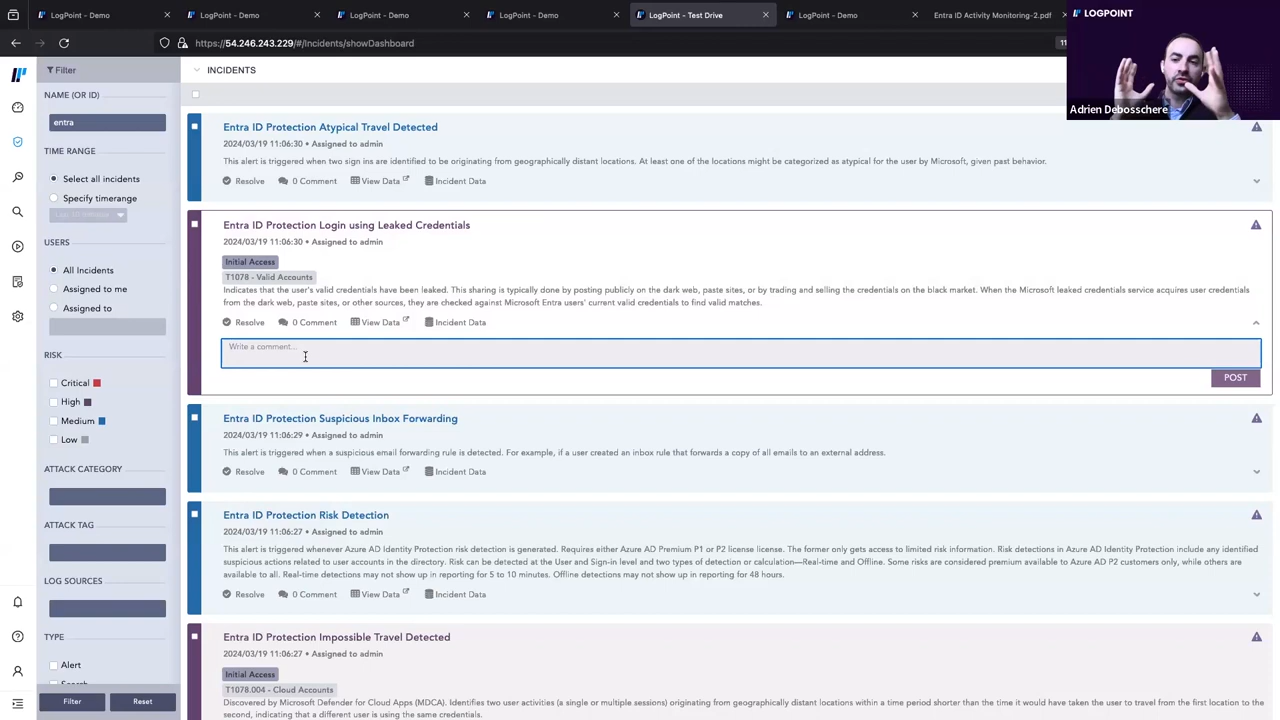 LogPoint - Demo
LogPoint - Demo
LogPoint - Demo
LogPoint - Demo
LogPoint - Test Drive
LogPoint - Demo
Entra ID Activity Monitoring-2.pdf
LOGPOINT
https://54.246.243.229/#/Incidents/showDashboard
11
Adrien Debosschere
Filter
NAME (OR ID)
entra
TIME RANGE
Select all incidents
Specify timerange
Last 10 minutes
USERS
All Incidents
Assigned to me
Assigned to
RISK
Critical
High
Medium
Low
ATTACK CATEGORY
ATTACK TAG
LOG SOURCES
TYPE
Alert
Search
Filter
Reset
INCIDENTS
Entra ID Protection Atypical Travel Detected
2024/03/19 11:06:30 • Assigned to admin
This alert is triggered when two sign ins are identified to be originating from geographically distant locations. At least one of the locations might be categorized as atypical for the user by Microsoft, given past behavior.
Resolve 0 Comment View Data Incident Data
Entra ID Protection Login using Leaked Credentials
2024/03/19 11:06:30 • Assigned to admin
Initial Access
T1078 - Valid Accounts
Indicates that the user's valid credentials have been leaked. This sharing is typically done by posting publicly on the dark web, paste sites, or by trading and selling the credentials on the black market. When the Microsoft leaked credentials service acquires user credentials
from the dark web, paste sites, or other sources, they are checked against Microsoft Entra users' current valid credentials to find valid matches.
Resolve 0 Comment View Data Incident Data
Write a comment...
POST
Entra ID Protection Suspicious Inbox Forwarding
2024/03/19 11:06:29 • Assigned to admin
This alert is triggered when a suspicious email forwarding rule is detected. For example, if a user created an inbox rule that forwards a copy of all emails to an external address.
Resolve 0 Comment View Data Incident Data
Entra ID Protection Risk Detection
2024/03/19 11:06:27 • Assigned to admin
This alert is triggered whenever Azure AD Identity Protection risk detection is generated. Requires either Azure AD Premium P1 or P2 license license. The former only gets access to limited risk information. Risk detections in Azure AD Identity Protection include any identified
suspicious actions related to user accounts in the directory. Risk can be detected at the User and Sign-in level and two types of detection or calculation—Real-time and Offline. Some risks are considered premium available to Azure AD P2 customers only, while others are
available to all. Real-time detections may not show up in reporting for 5 to 10 minutes. Offline detections may not show up in reporting for 48 hours.
Resolve 0 Comment View Data Incident Data
Entra ID Protection Impossible Travel Detected
2024/03/19 11:06:27 • Assigned to admin
Initial Access
T1078.004 - Cloud Accounts
Discovered by Microsoft Defender for Cloud Apps (MDCA). Identifies two user activities (a single or multiple sessions) originating from geographically distant locations within a time period shorter than the time it would have taken the user to travel from the first location to the
second, indicating that a different user is using the same credentials.